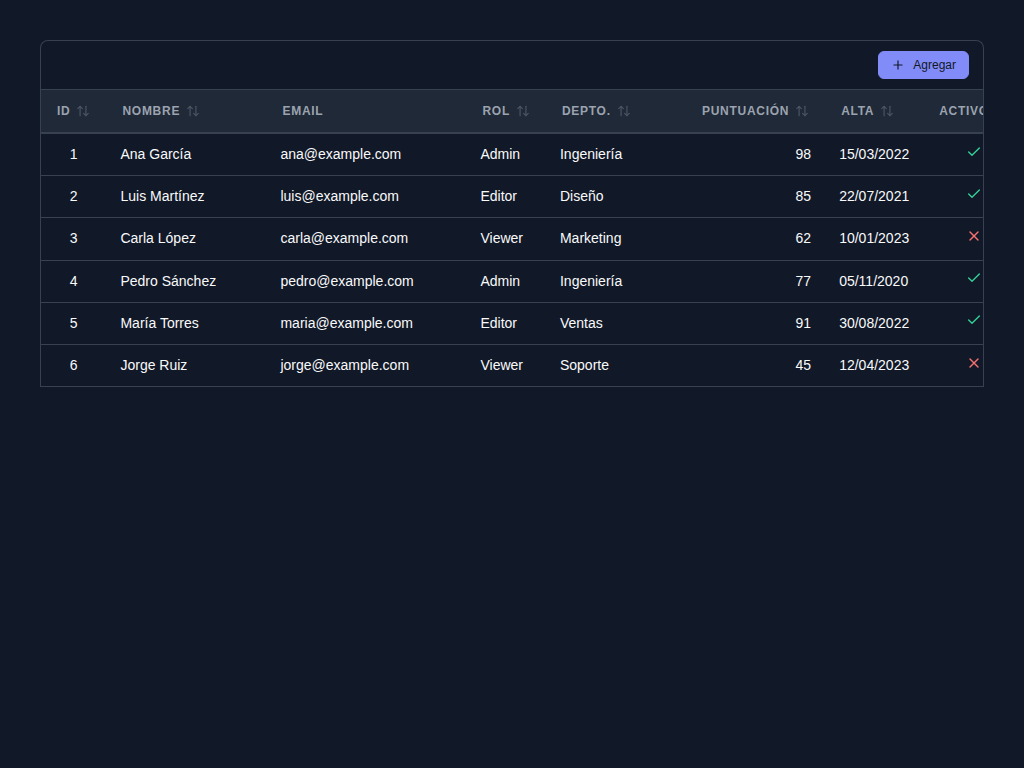 Agregar
ID NOMBRE EMAIL ROL DEPTO. PUNTUACIÓN ALTA ACTIVO
1 Ana García ana@example.com Admin Ingeniería 98 15/03/2022
2 Luis Martínez luis@example.com Editor Diseño 85 22/07/2021
3 Carla López carla@example.com Viewer Marketing 62 10/01/2023
4 Pedro Sánchez pedro@example.com Admin Ingeniería 77 05/11/2020
5 María Torres maria@example.com Editor Ventas 91 30/08/2022
6 Jorge Ruiz jorge@example.com Viewer Soporte 45 12/04/2023